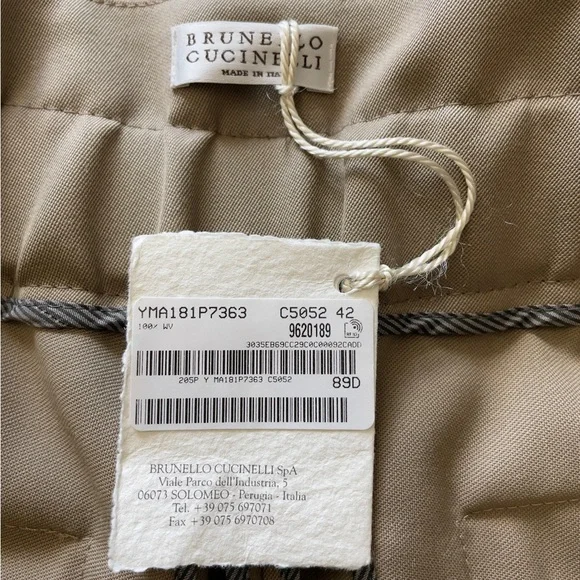 BRUNELLO
CUCINELLI
MADE IN ITALY
YMA181P7363 C5052 42
100% WV 9620189
3035EB69CC29C0C00092CADD
205P Y MA181P7363 C5052 89D
BRUNELLO CUCINELLI SpA
Viale Parco dell'Industria, 5
06073 SOLOMEO - Perugia - Italia
Tel. +39 075 697071
Fax +39 075 6970708